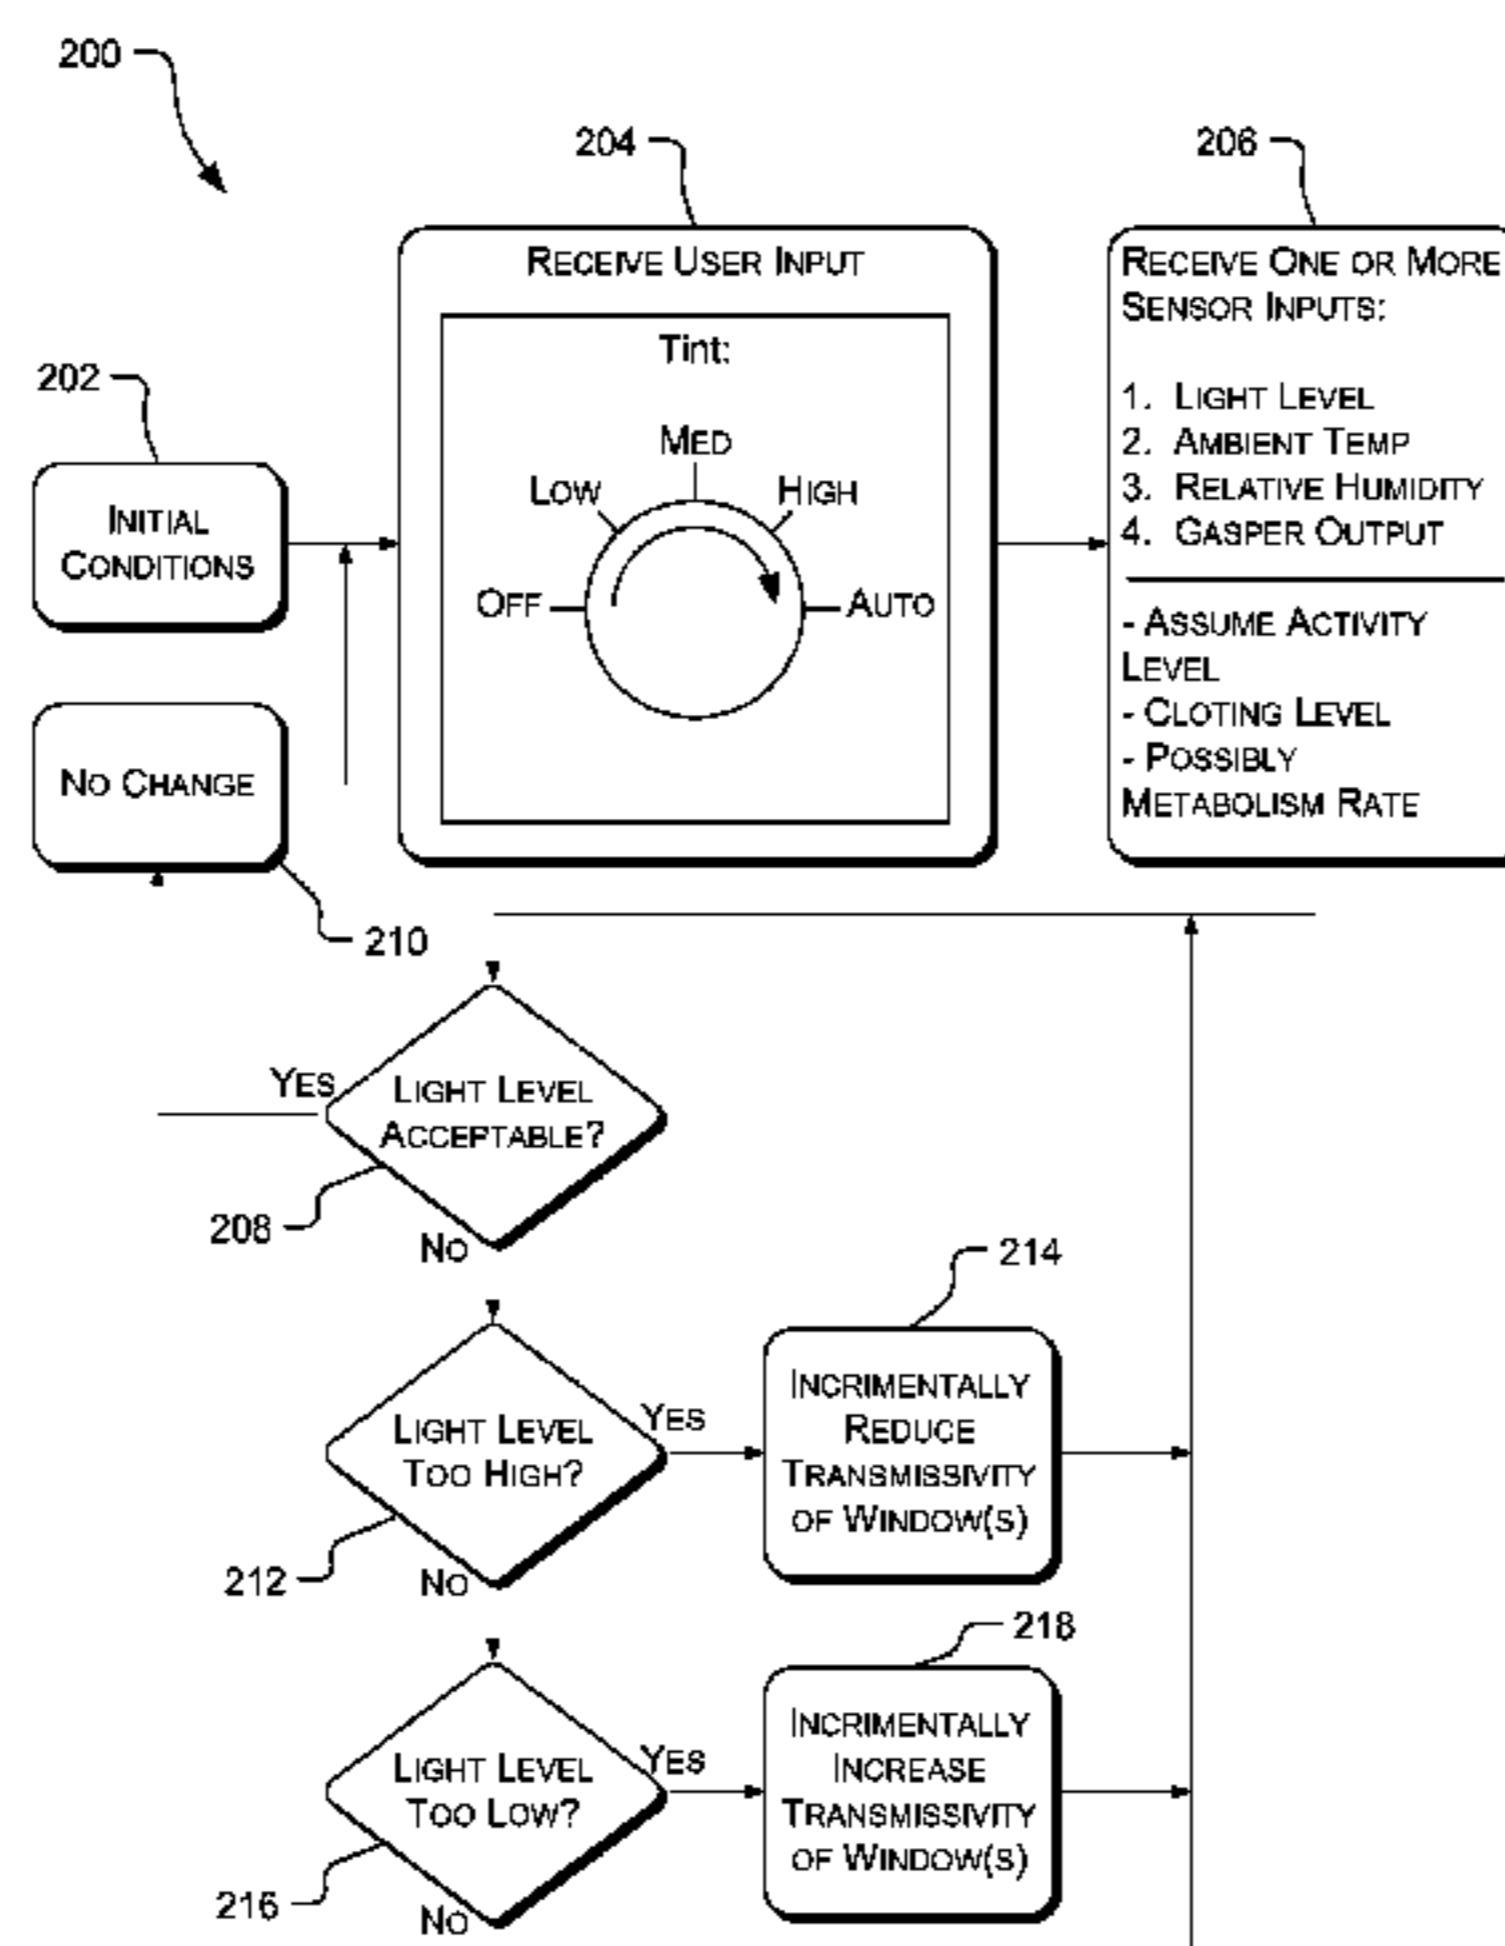 200
204
206
RECEIVE USER INPUT
Tint:
MED
LOW
HIGH
OFF
AUTO
RECEIVE ONE OR MORE
SENSOR INPUTS:
1. LIGHT LEVEL
2. AMBIENT TEMP
3. RELATIVE HUMIDITY
4. GASPER OUTPUT
- ASSUME ACTIVITY
LEVEL
- CLOTING LEVEL
- POSSIBLY
METABOLISM RATE
202
INITIAL
CONDITIONS
NO CHANGE
210
YES
LIGHT LEVEL
ACCEPTABLE?
208
NO
214
LIGHT LEVEL
TOO HIGH?
YES
INCRIMENTALLY
REDUCE
TRANSMISSIVITY
OF WINDOW(S)
212
NO
218
LIGHT LEVEL
TOO LOW?
YES
INCRIMENTALLY
INCREASE
TRANSMISSIVITY
OF WINDOW(S)
216
NO